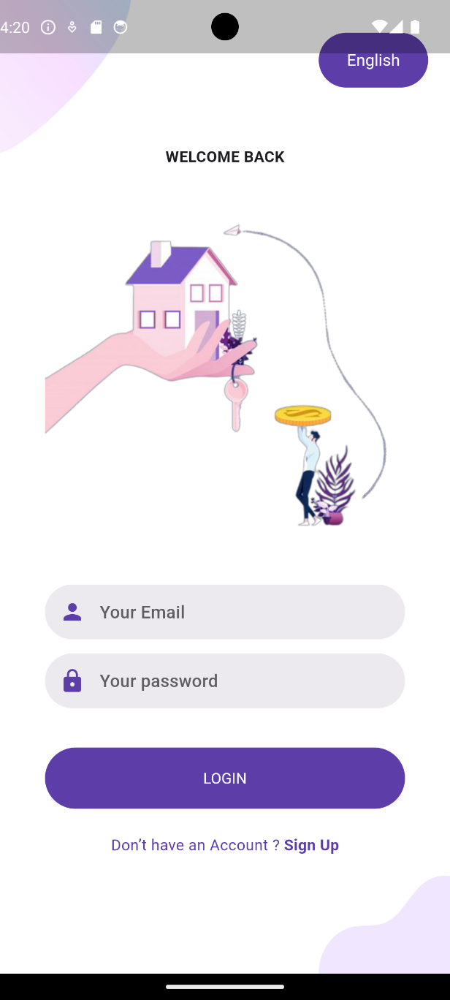 4:20
English
WELCOME BACK
Your Email
Your password
LOGIN
Don’t have an Account ? Sign Up